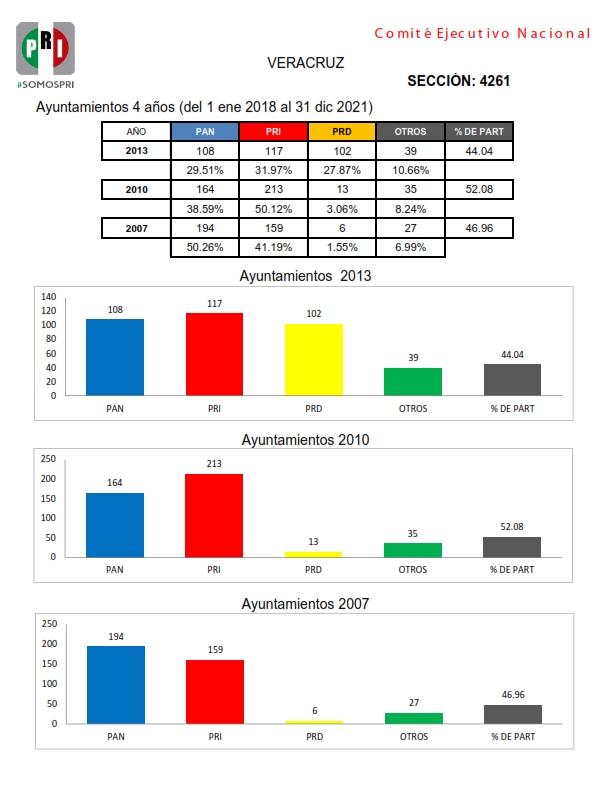 Comité Ejecutivo Nacional
PRI
#SOMOSPRI
VERACRUZ
SECCIÓN: 4261
Ayuntamientos 4 años (del 1 ene 2018 al 31 dic 2021)
AÑO PAN PRI PRD OTROS % DE PART
2013 108 117 102 39 44.04
29.51% 31.97% 27.87% 10.66%
2010 164 213 13 35 52.08
38.59% 50.12% 3.06% 8.24%
2007 194 159 6 27 46.96
50.26% 41.19% 1.55% 6.99%
Ayuntamientos 2013
140
120
100
80
60
40
20
0
108 117 102 39 44.04
PAN PRI PRD OTROS % DE PART
Ayuntamientos 2010
250
200
150
100
50
0
164 213 13 35 52.08
PAN PRI PRD OTROS % DE PART
Ayuntamientos 2007
250
200
150
100
50
0
194 159 6 27 46.96
PAN PRI PRD OTROS % DE PART